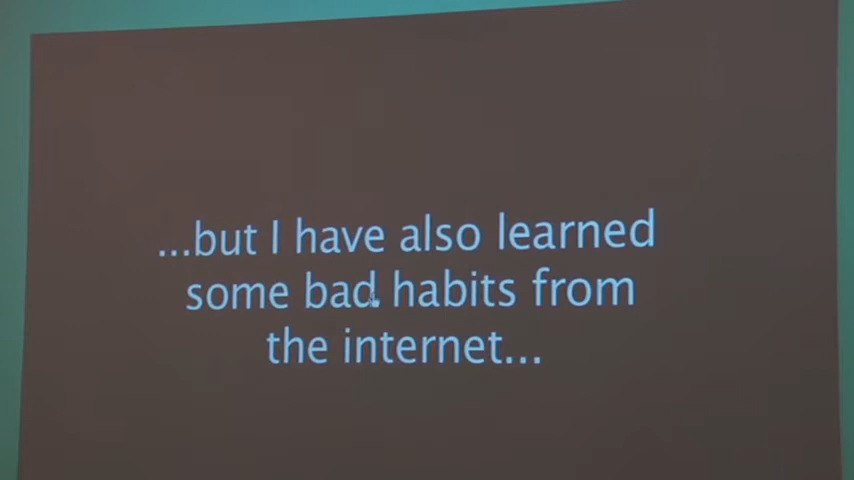 ...but I have also learned
some bad habits from
the internet...